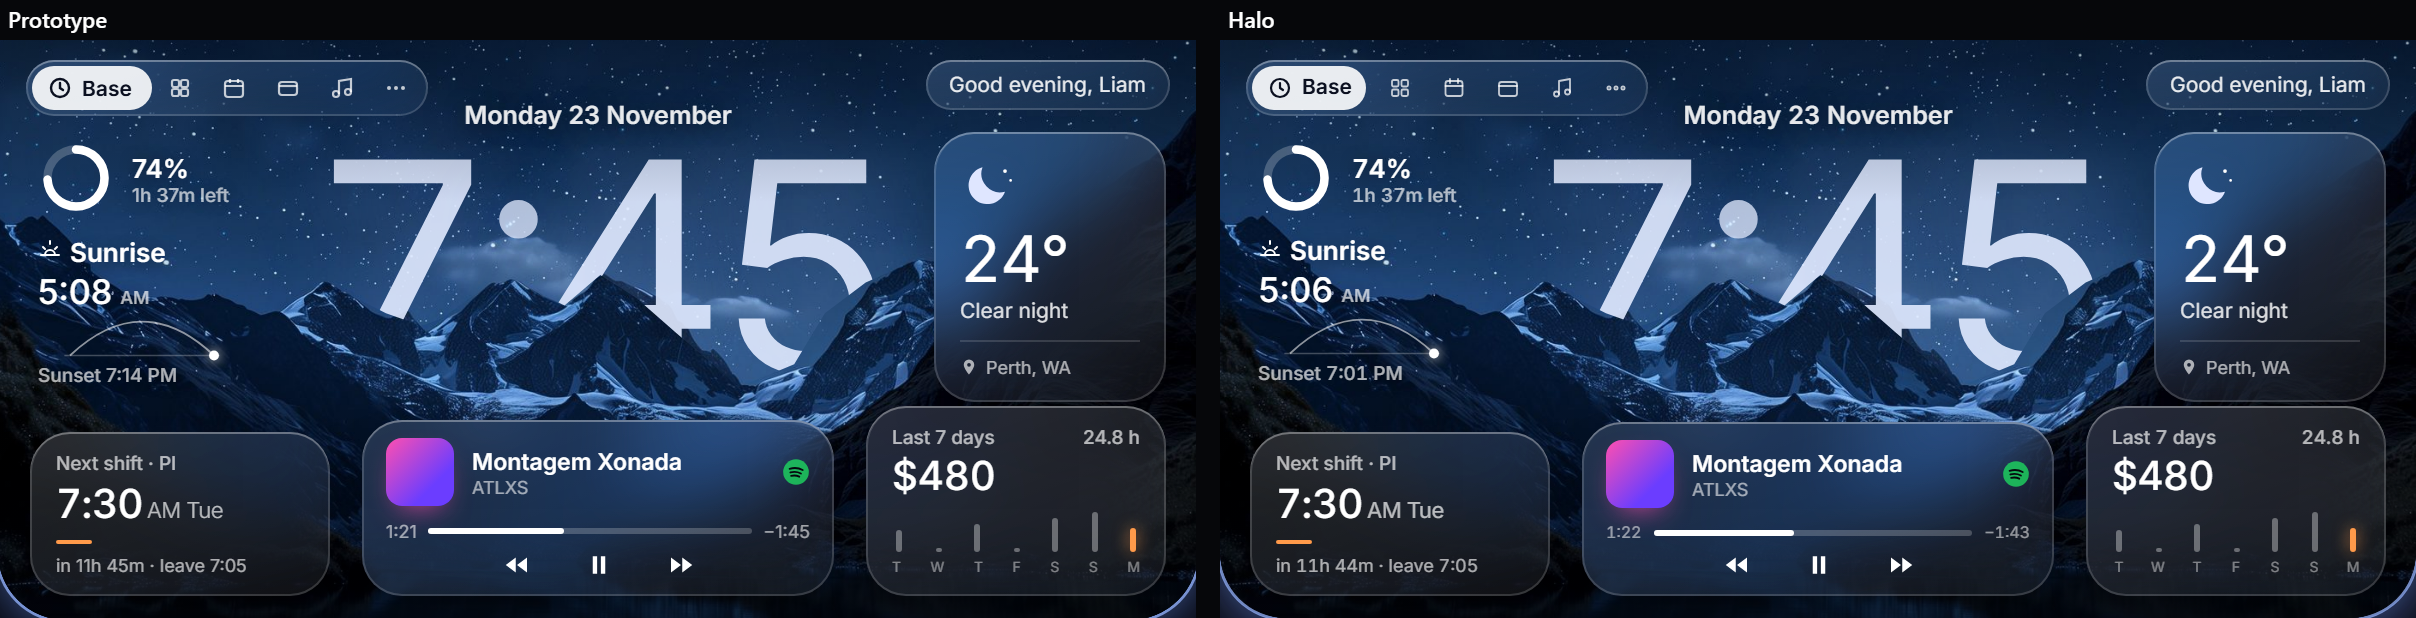 Prototype
Base
Good evening, Liam
Monday 23 November
74%
1h 37m left
7:45
Sunrise
5:08 AM
Sunset 7:14 PM
24°
Clear night
Perth, WA
Next shift · PI
7:30 AM Tue
in 11h 45m · leave 7:05
Montagem Xonada
ATLXS
1:21
−1:45
Last 7 days
24.8 h
$480
T W T F S S M
Halo
Base
Good evening, Liam
Monday 23 November
74%
1h 37m left
7:45
Sunrise
5:06 AM
Sunset 7:01 PM
24°
Clear night
Perth, WA
Next shift · PI
7:30 AM Tue
in 11h 44m · leave 7:05
Montagem Xonada
ATLXS
1:22
−1:43
Last 7 days
24.8 h
$480
T W T F S S M